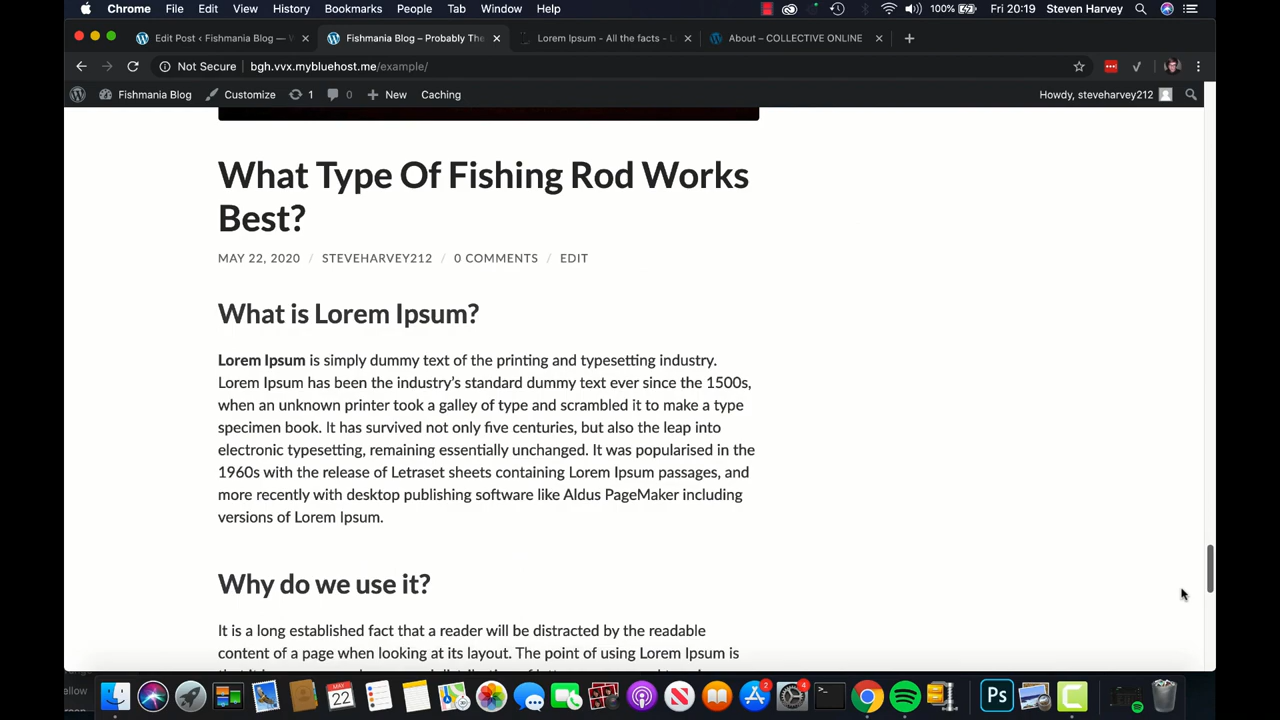 Chrome File Edit View History Bookmarks People Tab Window Help 100% Fri 20:19 Steven Harvey
Edit Post ‹ Fishmania Blog — Fishmania Blog – Probably The Lorem Ipsum - All the facts - About – COLLECTIVE ONLINE
Not Secure bgh.vvx.mybluehost.me/example/
Fishmania Blog Customize 1 0 New Caching Howdy, steveharvey212
What Type Of Fishing Rod Works
Best?
MAY 22, 2020 / STEVEHARVEY212 / 0 COMMENTS / EDIT
What is Lorem Ipsum?
Lorem Ipsum is simply dummy text of the printing and typesetting industry.
Lorem Ipsum has been the industry’s standard dummy text ever since the 1500s,
when an unknown printer took a galley of type and scrambled it to make a type
specimen book. It has survived not only five centuries, but also the leap into
electronic typesetting, remaining essentially unchanged. It was popularised in the
1960s with the release of Letraset sheets containing Lorem Ipsum passages, and
more recently with desktop publishing software like Aldus PageMaker including
versions of Lorem Ipsum.
Why do we use it?
It is a long established fact that a reader will be distracted by the readable
content of a page when looking at its layout. The point of using Lorem Ipsum is
MAY
22
2
4
Ps